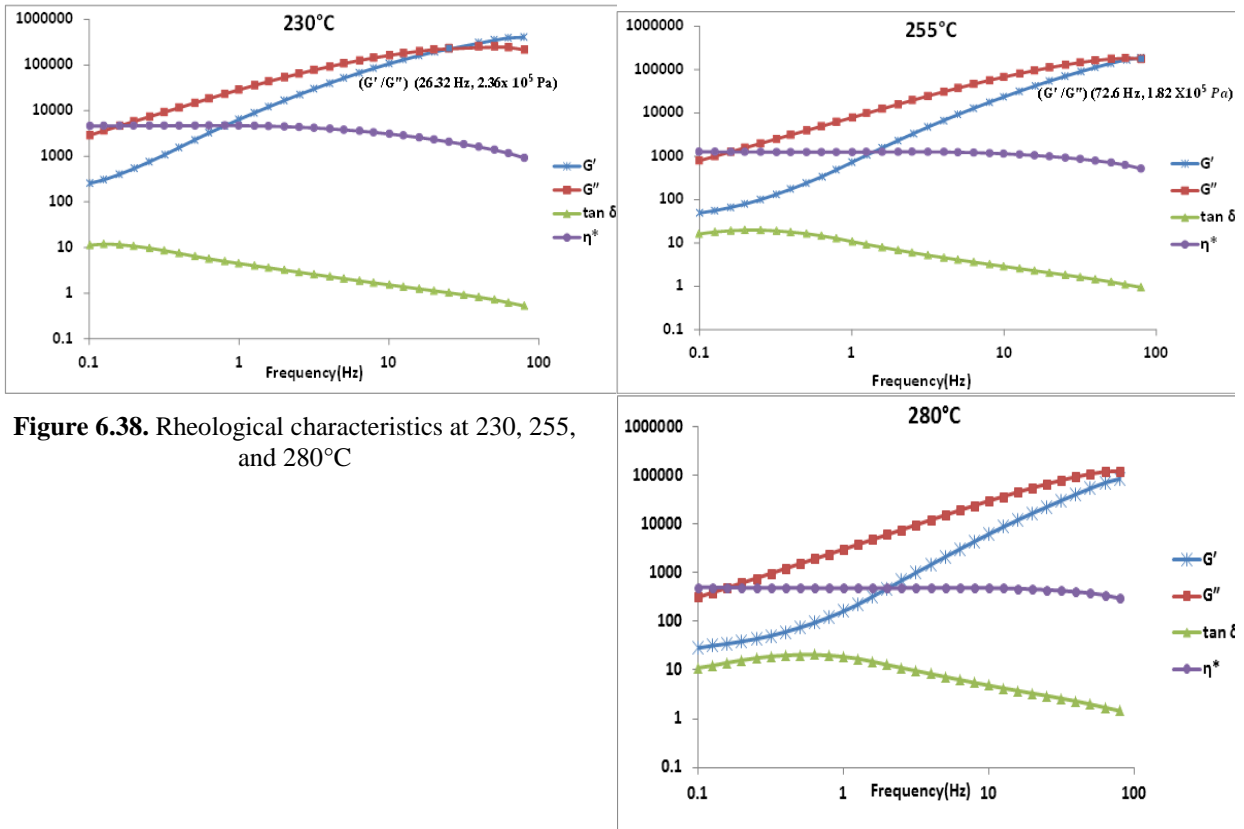 230°C
1000000
100000
10000
1000
100
10
1
0.1
0.1 1 10 100
Frequency(Hz)
(G' /G'') (26.32 Hz, 2.36x 10⁵ Pa)
G'
G''
tan δ
η*
255°C
1000000
100000
10000
1000
100
10
1
0.1
0.1 1 10 100
Frequency(Hz)
(G' /G'') (72.6 Hz, 1.82 X10⁵ Pa)
G'
G''
tan δ
η*
Figure 6.38. Rheological characteristics at 230, 255,
and 280°C
280°C
1000000
100000
10000
1000
100
10
1
0.1
0.1 1 10 100
Frequency(Hz)
G'
G''
tan δ
η*